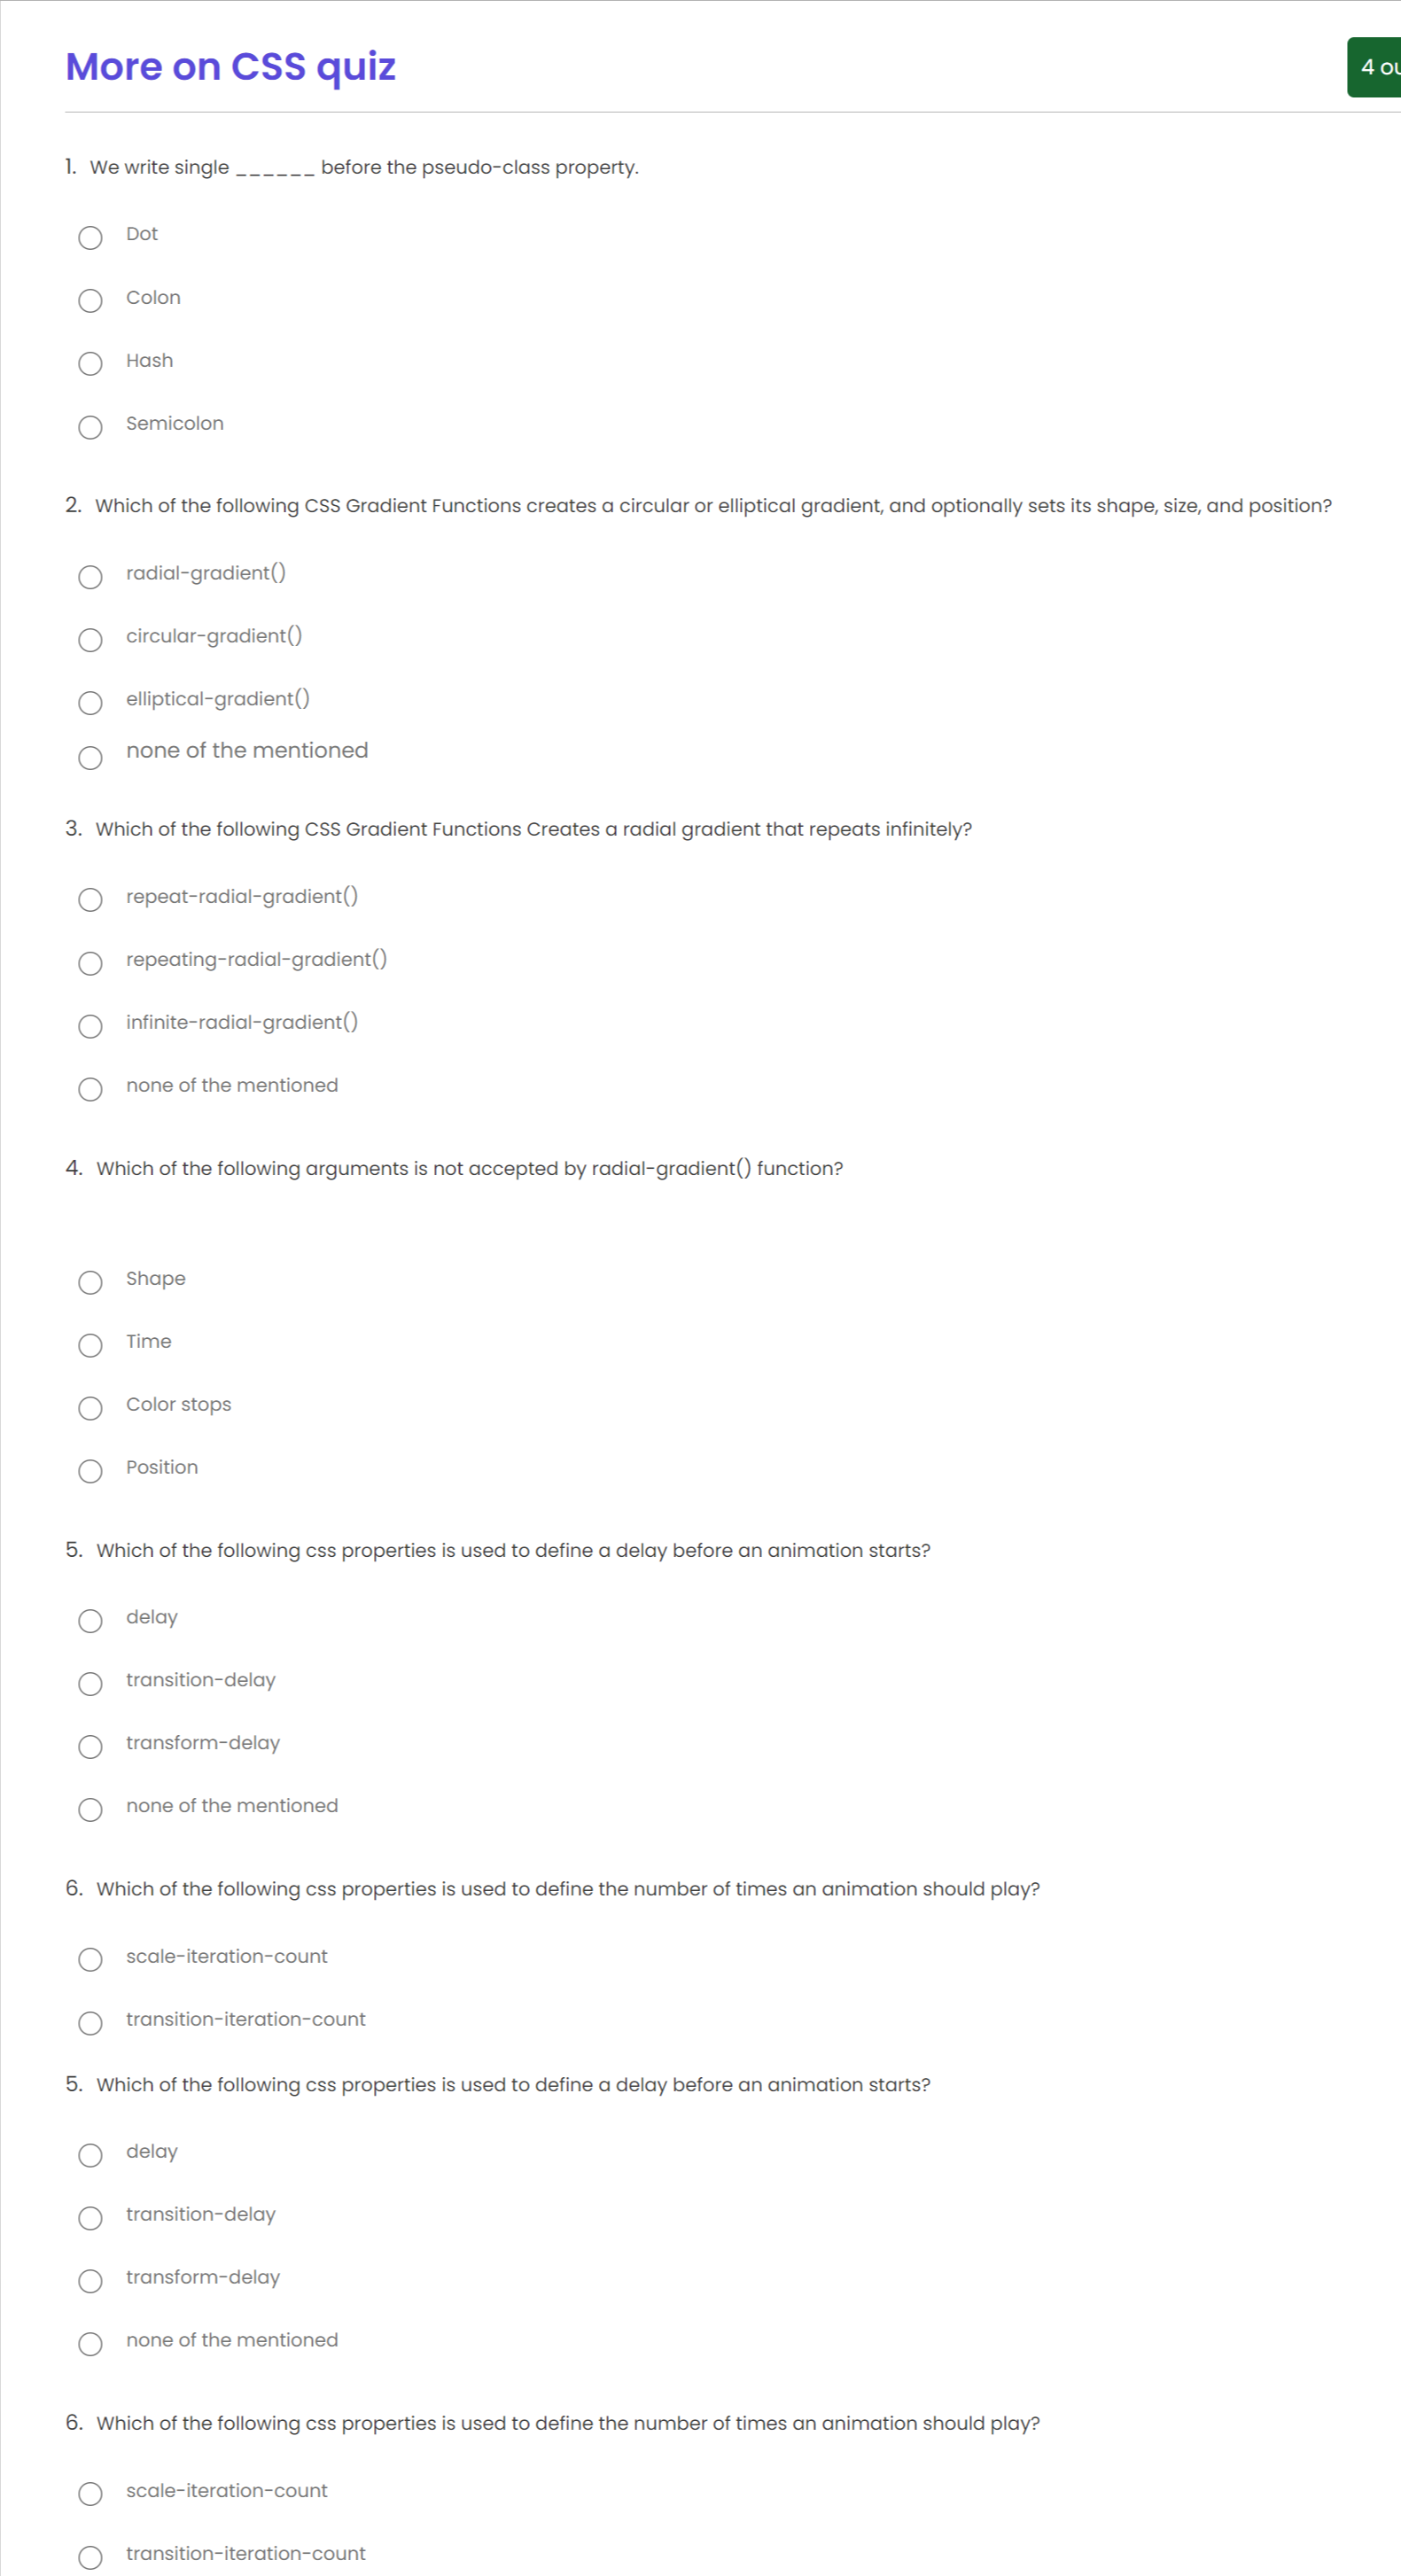 More on CSS quiz
4 ou
1. We write single ______ before the pseudo-class property.
Dot
Colon
Hash
Semicolon
2. Which of the following CSS Gradient Functions creates a circular or elliptical gradient, and optionally sets its shape, size, and position?
radial-gradient()
circular-gradient()
elliptical-gradient()
none of the mentioned
3. Which of the following CSS Gradient Functions Creates a radial gradient that repeats infinitely?
repeat-radial-gradient()
repeating-radial-gradient()
infinite-radial-gradient()
none of the mentioned
4. Which of the following arguments is not accepted by radial-gradient() function?
Shape
Time
Color stops
Position
5. Which of the following css properties is used to define a delay before an animation starts?
delay
transition-delay
transform-delay
none of the mentioned
6. Which of the following css properties is used to define the number of times an animation should play?
scale-iteration-count
transition-iteration-count
5. Which of the following css properties is used to define a delay before an animation starts?
delay
transition-delay
transform-delay
none of the mentioned
6. Which of the following css properties is used to define the number of times an animation should play?
scale-iteration-count
transition-iteration-count